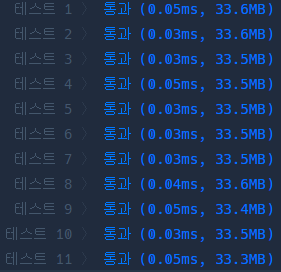 테스트 1 〉 통과 (0.05ms, 33.6MB)
테스트 2 〉 통과 (0.03ms, 33.6MB)
테스트 3 〉 통과 (0.03ms, 33.5MB)
테스트 4 〉 통과 (0.05ms, 33.5MB)
테스트 5 〉 통과 (0.03ms, 33.5MB)
테스트 6 〉 통과 (0.03ms, 33.5MB)
테스트 7 〉 통과 (0.03ms, 33.5MB)
테스트 8 〉 통과 (0.04ms, 33.6MB)
테스트 9 〉 통과 (0.05ms, 33.4MB)
테스트 10 〉 통과 (0.03ms, 33.5MB)
테스트 11 〉 통과 (0.05ms, 33.3MB)